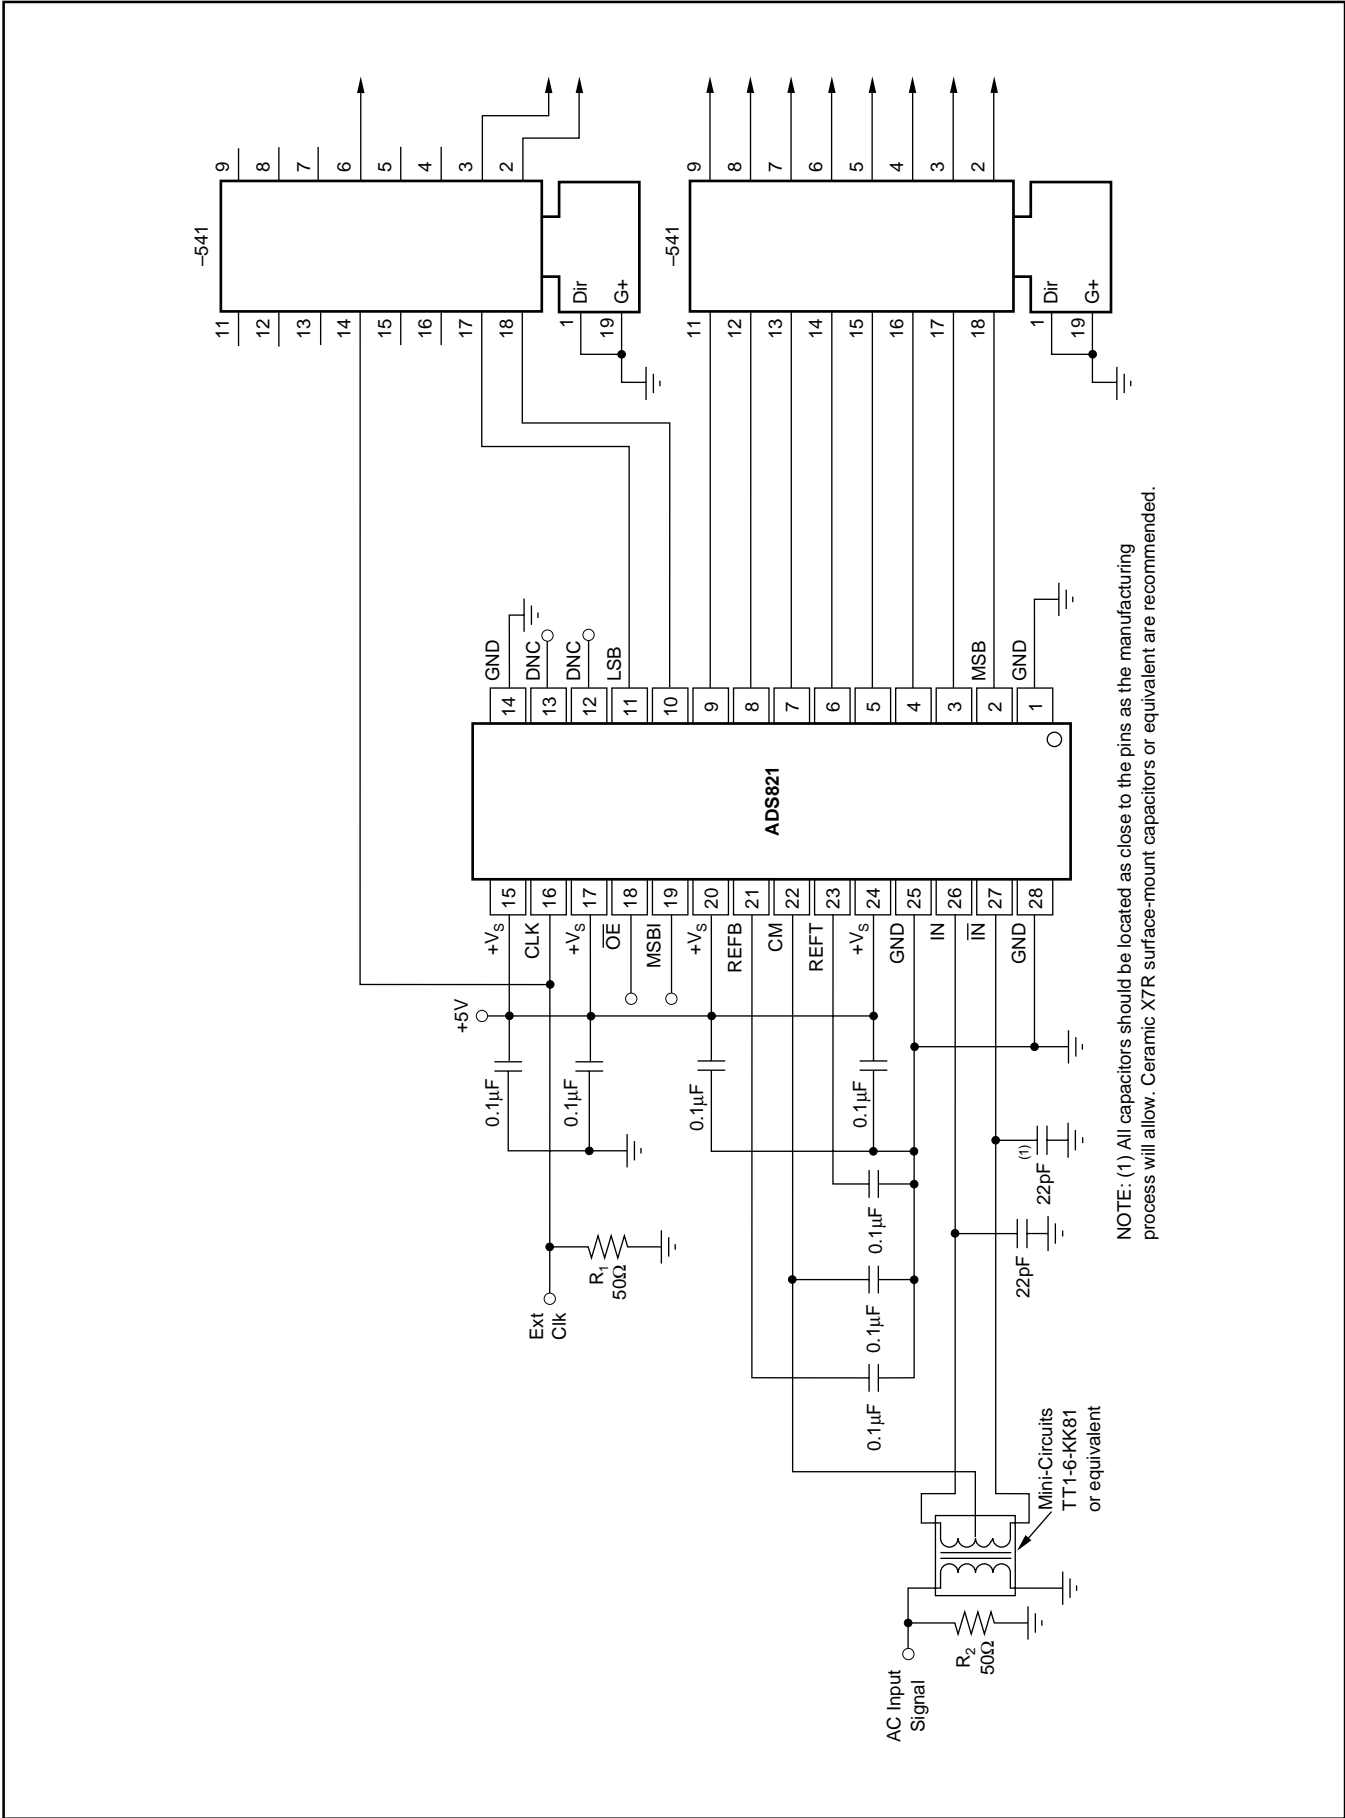 –541
11
12
13
14
15
16
17
18
9
8
7
6
5
4
3
2
1
19
Dir
G+
–541
11
12
13
14
15
16
17
18
9
8
7
6
5
4
3
2
1
19
Dir
G+
GND
DNC
DNC
LSB
MSB
GND
14
13
12
11
10
9
8
7
6
5
4
3
2
1
ADS821
15
16
17
18
19
20
21
22
23
24
25
26
27
28
+VS
CLK
+VS
OE
MSBI
+VS
REFB
CM
REFT
+VS
GND
IN
IN
GND
+5V
0.1µF
0.1µF
0.1µF
0.1µF
0.1µF
0.1µF
0.1µF
Ext
Clk
R1
50Ω
(1)
22pF
22pF
Mini-Circuits
TT1-6-KK81
or equivalent
AC Input
Signal
R2
50Ω
NOTE: (1) All capacitors should be located as close to the pins as the manufacturing
process will allow. Ceramic X7R surface-mount capacitors or equivalent are recommended.